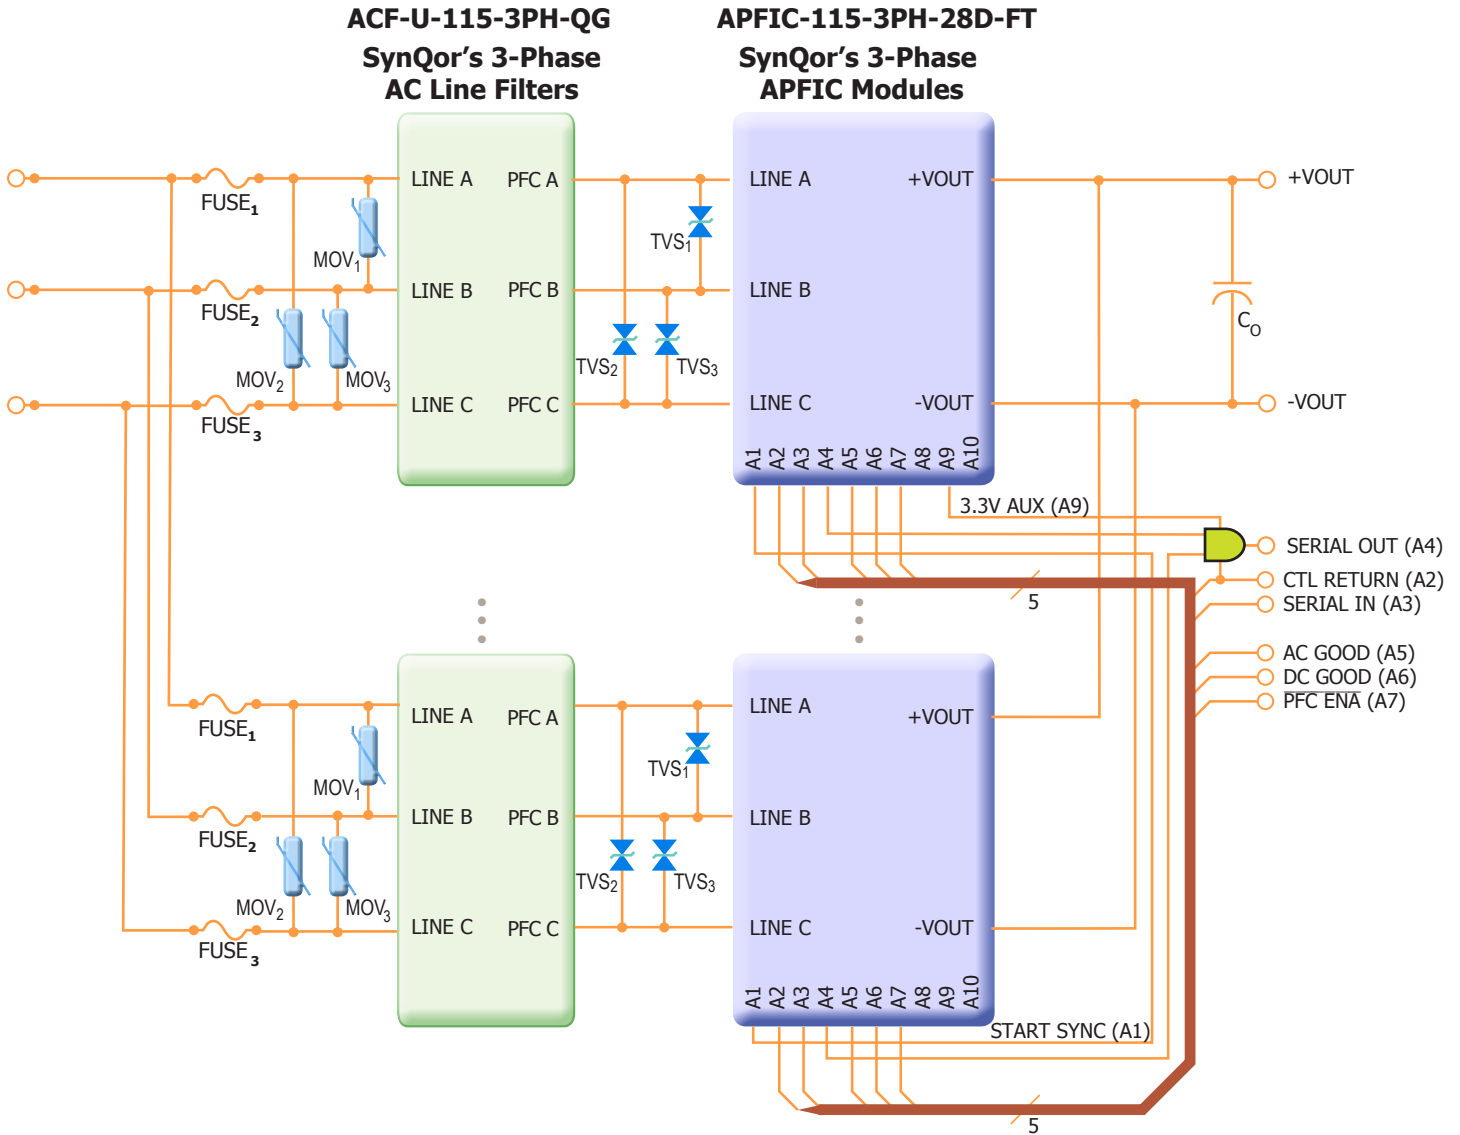 ACF-U-115-3PH-QG
SynQor’s 3-Phase
AC Line Filters
APFIC-115-3PH-28D-FT
SynQor’s 3-Phase
APFIC Modules
FUSE1
FUSE2
FUSE3
MOV1
MOV2
MOV3
LINE A
LINE B
LINE C
PFC A
PFC B
PFC C
TVS1
TVS2
TVS3
LINE A
LINE B
LINE C
+VOUT
-VOUT
A1
A2
A3
A4
A5
A6
A7
A8
A9
A10
+VOUT
CO
-VOUT
3.3V AUX (A9)
SERIAL OUT (A4)
CTL RETURN (A2)
SERIAL IN (A3)
5
AC GOOD (A5)
DC GOOD (A6)
PFC ENA (A7)
FUSE1
FUSE2
FUSE3
MOV1
MOV2
MOV3
LINE A
LINE B
LINE C
PFC A
PFC B
PFC C
TVS1
TVS2
TVS3
LINE A
LINE B
LINE C
+VOUT
-VOUT
A1
A2
A3
A4
A5
A6
A7
A8
A9
A10
START SYNC (A1)
5